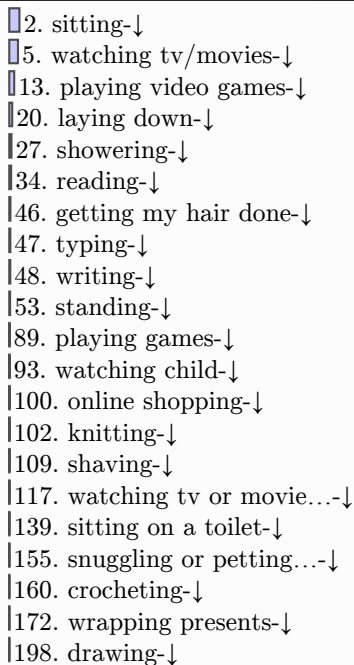 2. sitting-↓
5. watching tv/movies-↓
13. playing video games-↓
20. laying down-↓
27. showering-↓
34. reading-↓
46. getting my hair done-↓
47. typing-↓
48. writing-↓
53. standing-↓
89. playing games-↓
93. watching child-↓
100. online shopping-↓
102. knitting-↓
109. shaving-↓
117. watching tv or movie...-↓
139. sitting on a toilet-↓
155. snuggling or petting...-↓
160. crocheting-↓
172. wrapping presents-↓
198. drawing-↓